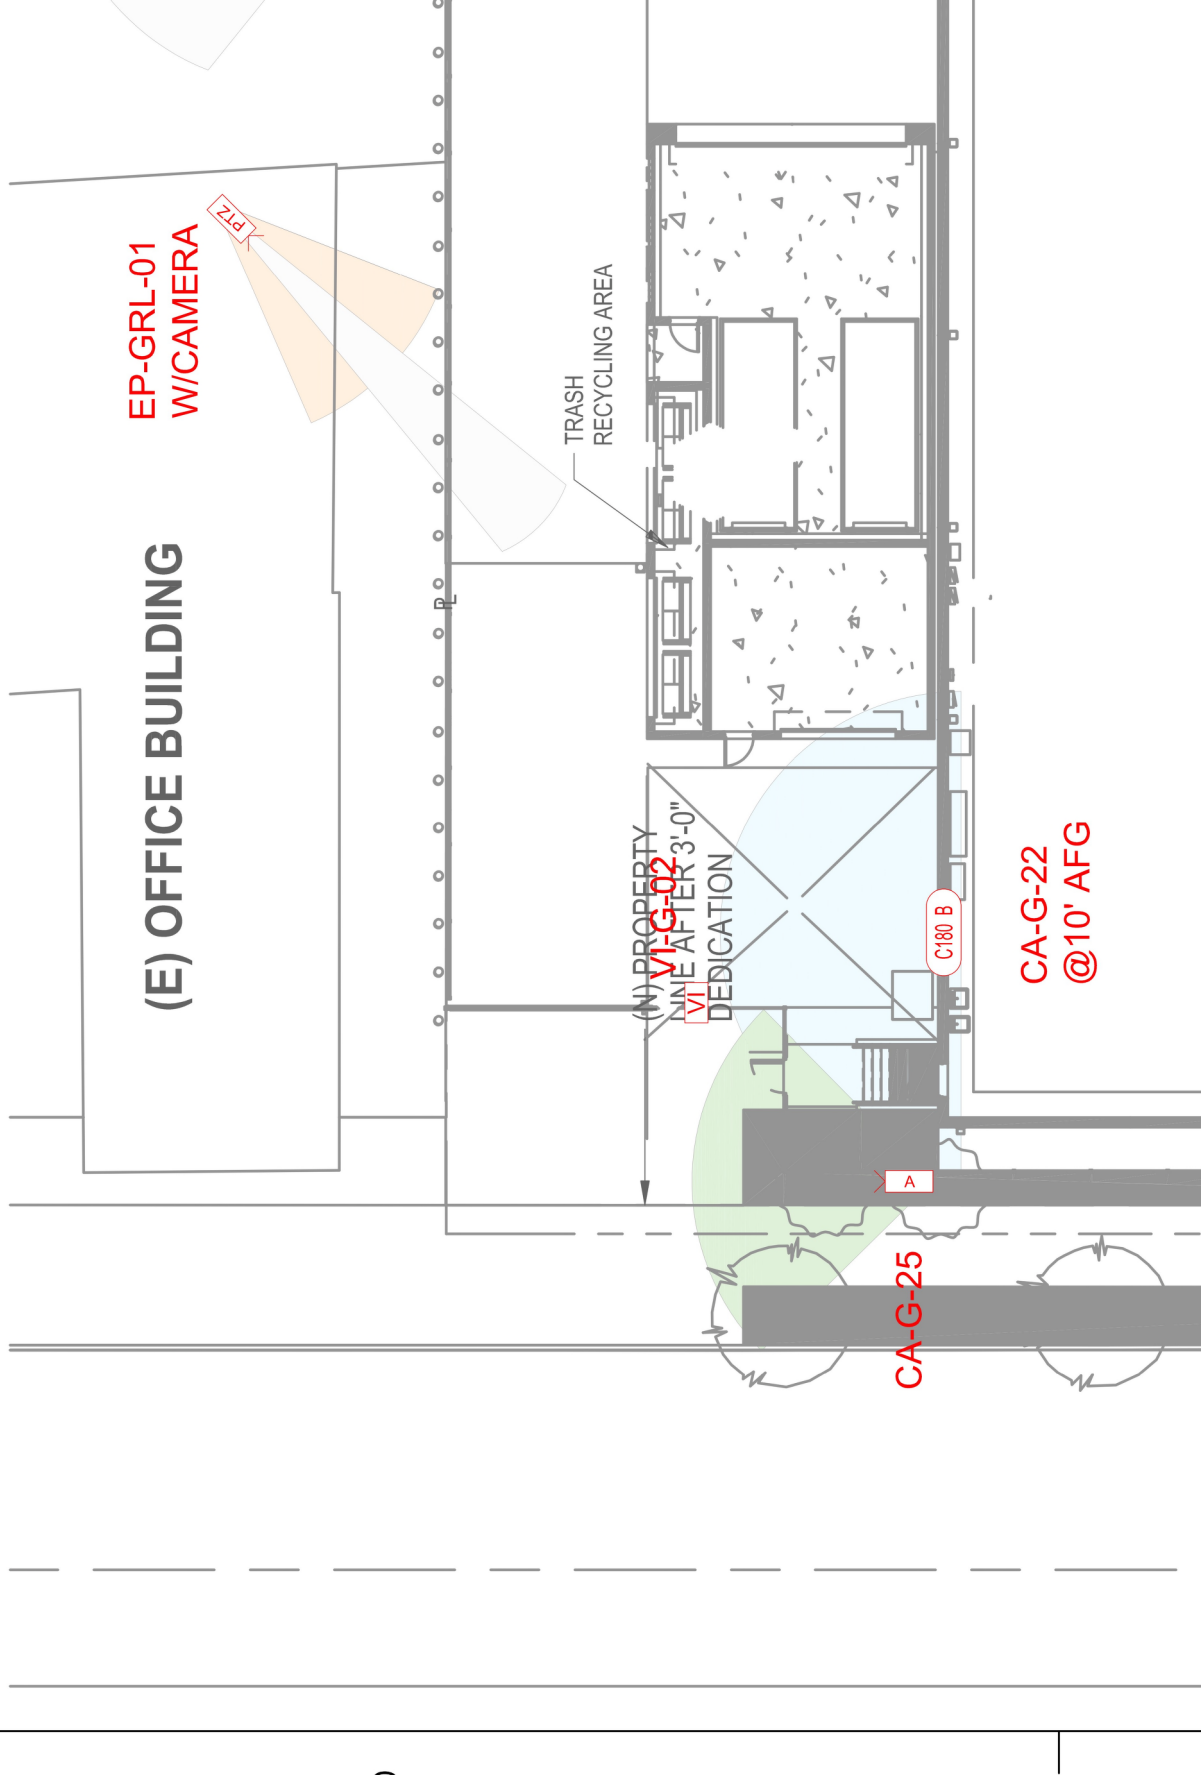 EP-GRL-01
W/CAMERA
PTZ
(E) OFFICE BUILDING
TRASH
RECYCLING AREA
PL
(N) PROPERTY
LINE AFTER 3'-0"
DEDICATION
VI-G-02
VI
C180 B
CA-G-22
@10' AFG
A
CA-G-25